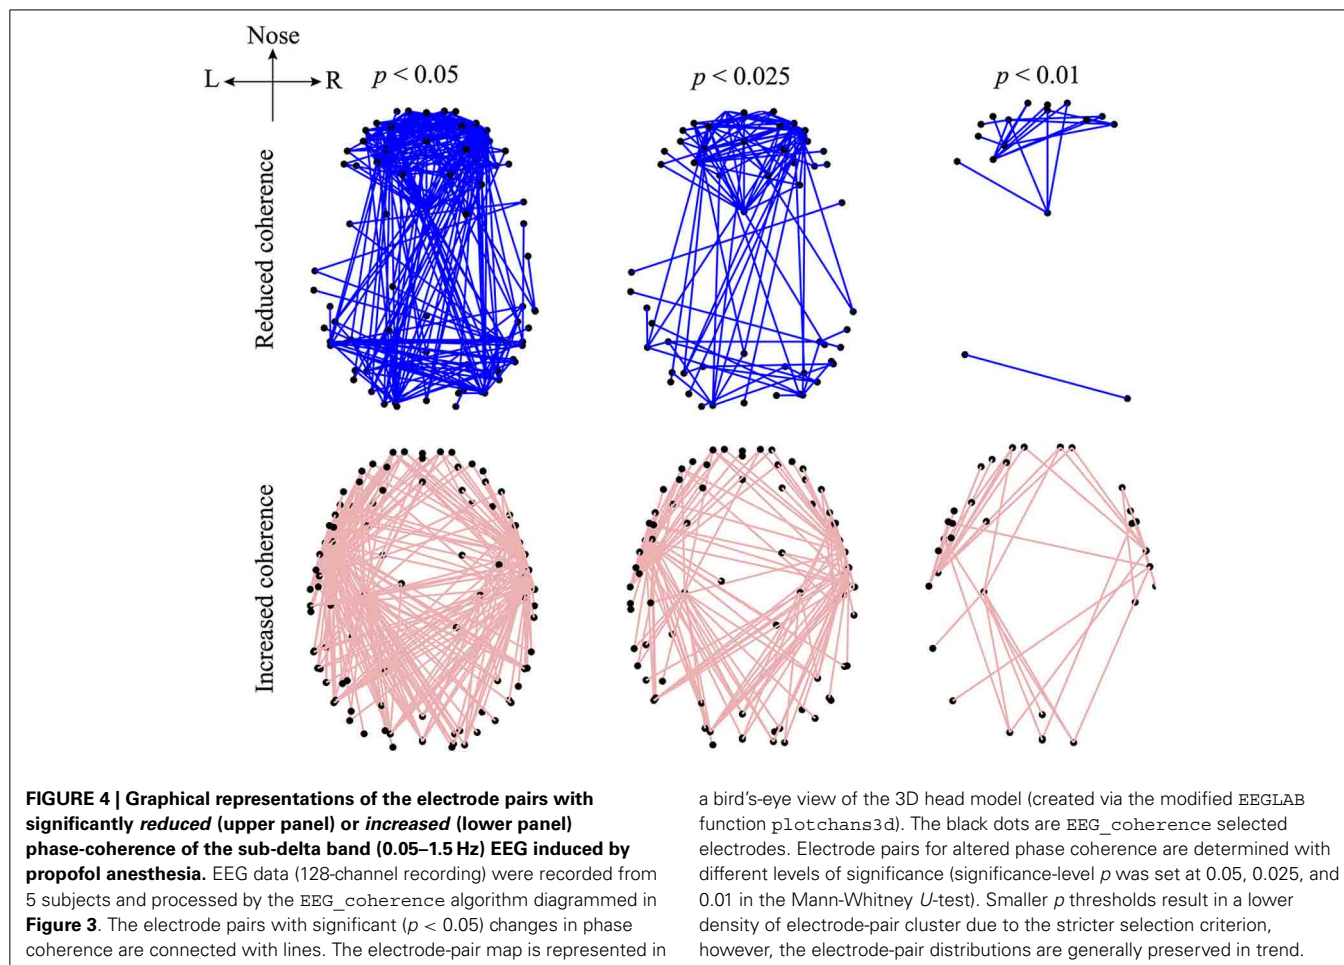 Nose
L
R
p < 0.05
p < 0.025
p < 0.01
Reduced coherence
Increased coherence
FIGURE 4 | Graphical representations of the electrode pairs with
significantly reduced (upper panel) or increased (lower panel)
phase-coherence of the sub-delta band (0.05–1.5 Hz) EEG induced by
propofol anesthesia. EEG data (128-channel recording) were recorded from
5 subjects and processed by the EEG_coherence algorithm diagrammed in
Figure 3. The electrode pairs with significant (p < 0.05) changes in phase
coherence are connected with lines. The electrode-pair map is represented in
a bird's-eye view of the 3D head model (created via the modified EEGLAB
function plotchans3d). The black dots are EEG_coherence selected
electrodes. Electrode pairs for altered phase coherence are determined with
different levels of significance (significance-level p was set at 0.05, 0.025, and
0.01 in the Mann-Whitney U-test). Smaller p thresholds result in a lower
density of electrode-pair cluster due to the stricter selection criterion,
however, the electrode-pair distributions are generally preserved in trend.